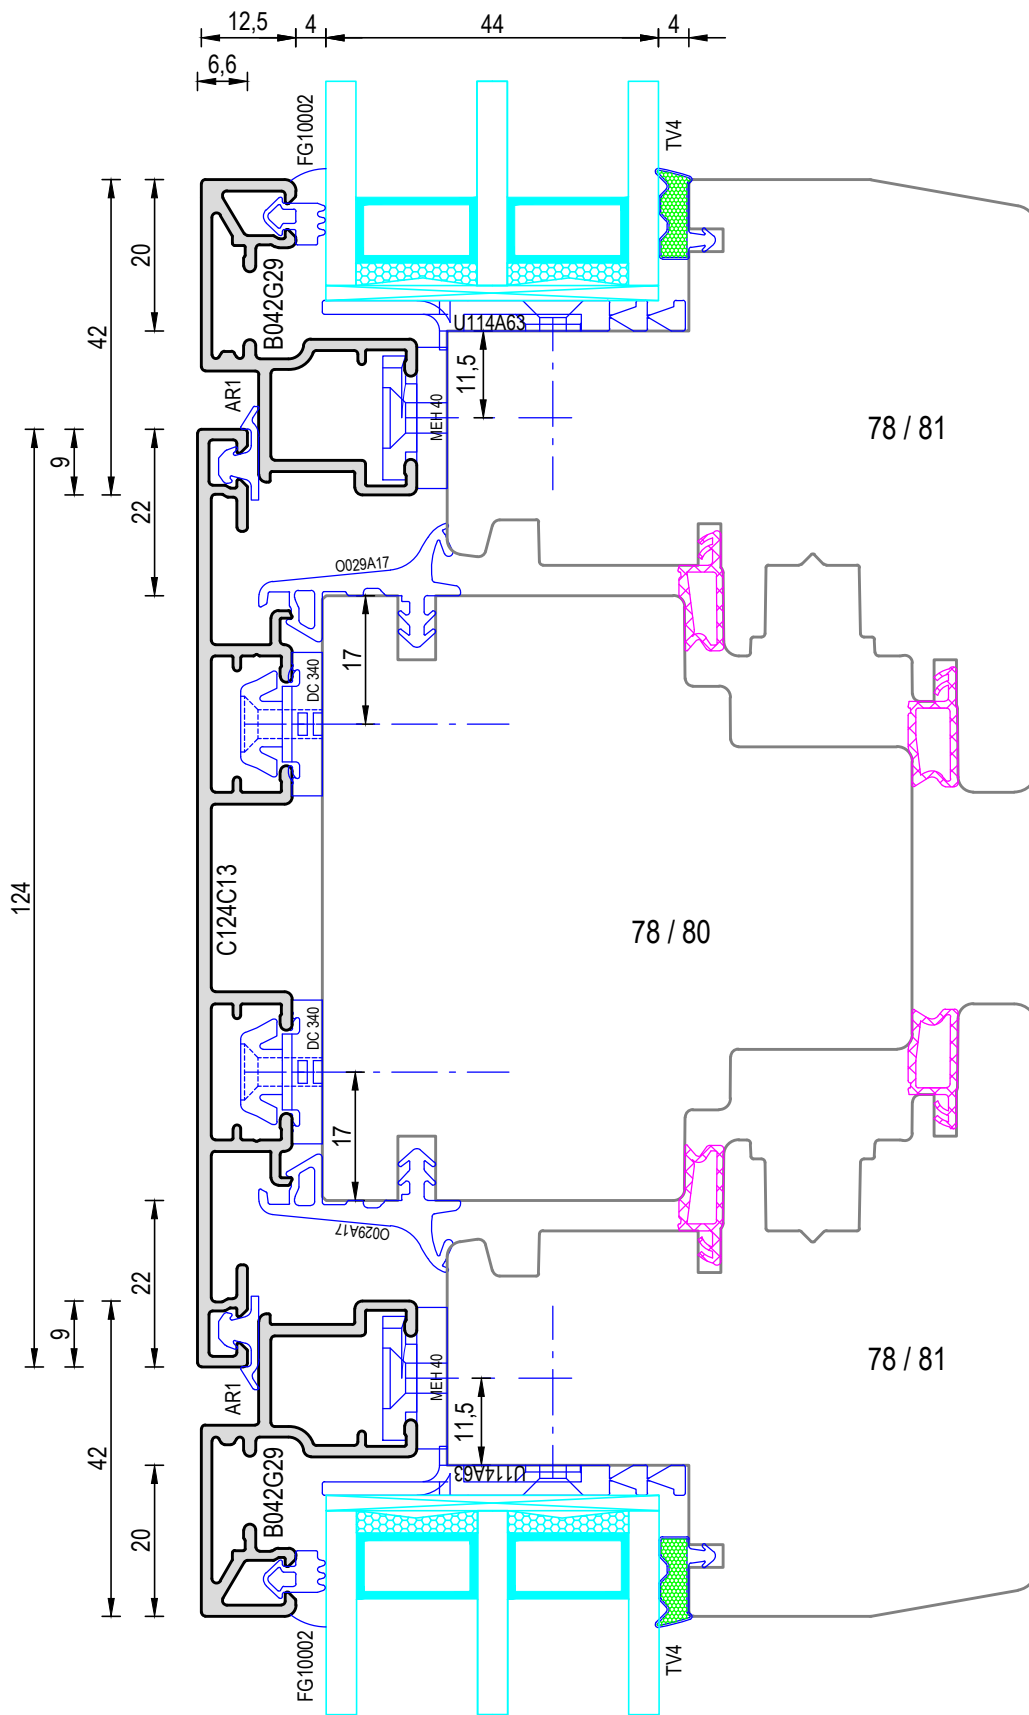 12,5
4
44
4
6,6
FG10002
TV4
42
20
B042G29
U114A63
11,5
AR1
MEH 40
78 / 81
9
22
O029A17
17
DC 340
124
C124C13
78 / 80
DC 340
17
O029A17
22
9
AR1
MEH 40
78 / 81
11,5
42
B042G29
U114A63
20
FG10002
TV4